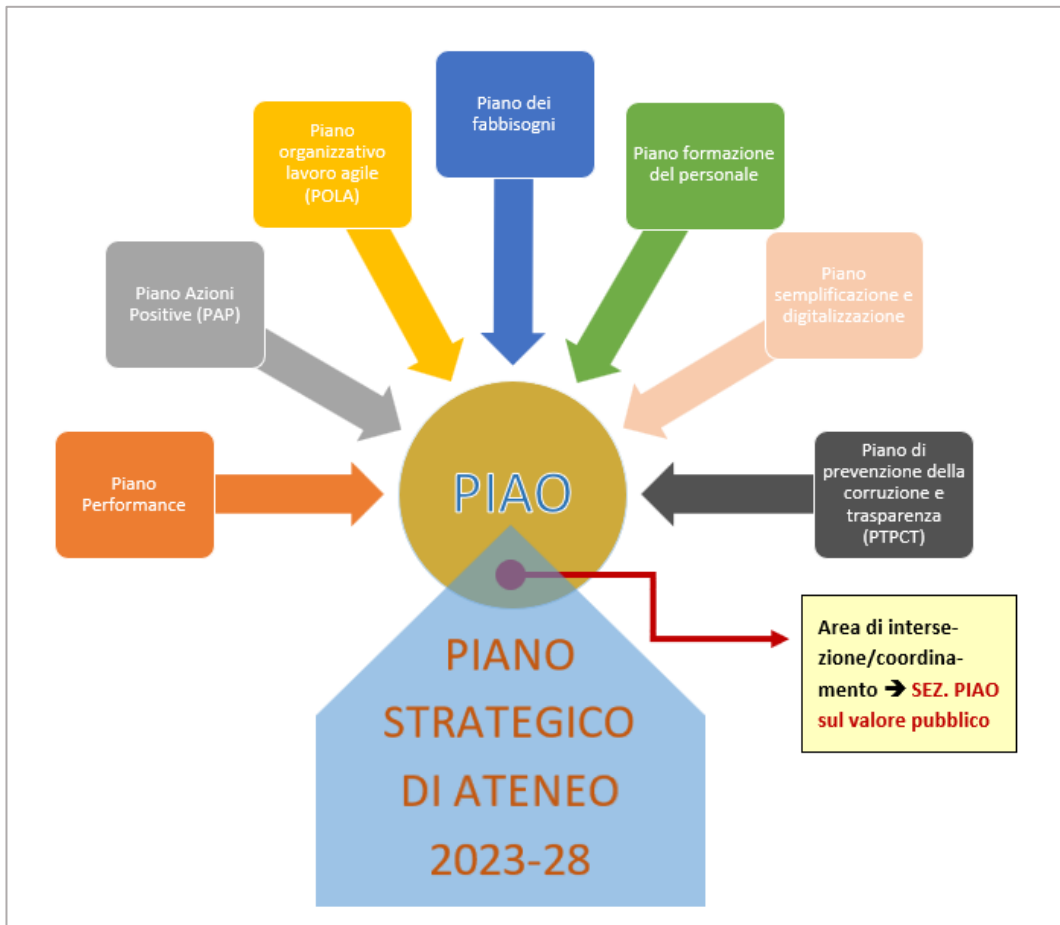 Piano dei
fabbisogni
Piano
organizzativo
lavoro agile
(POLA)
Piano formazione
del personale
Piano Azioni
Positive (PAP)
Piano
semplificazione e
digitalizzazione
Piano
Performance
PIAO
Piano di
prevenzione della
corruzione e
trasparenza
(PTPCT)
Area di interse-
zione/coordina-
mento ➔ SEZ. PIAO
sul valore pubblico
PIANO
STRATEGICO
DI ATENEO
2023-28